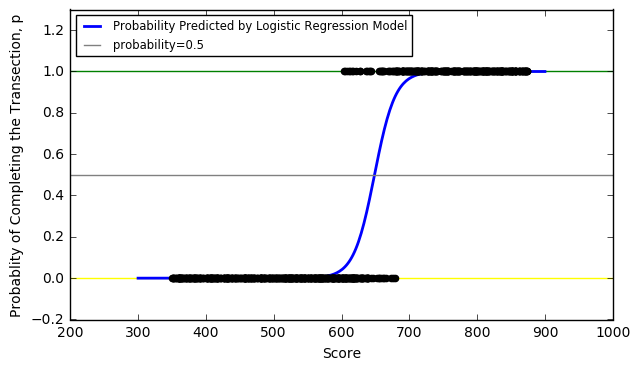 Probability Predicted by Logistic Regression Model
probability=0.5
Probablity of Completing the Transection, p
1.2
1.0
0.8
0.6
0.4
0.2
0.0
−0.2
200 300 400 500 600 700 800 900 1000
Score